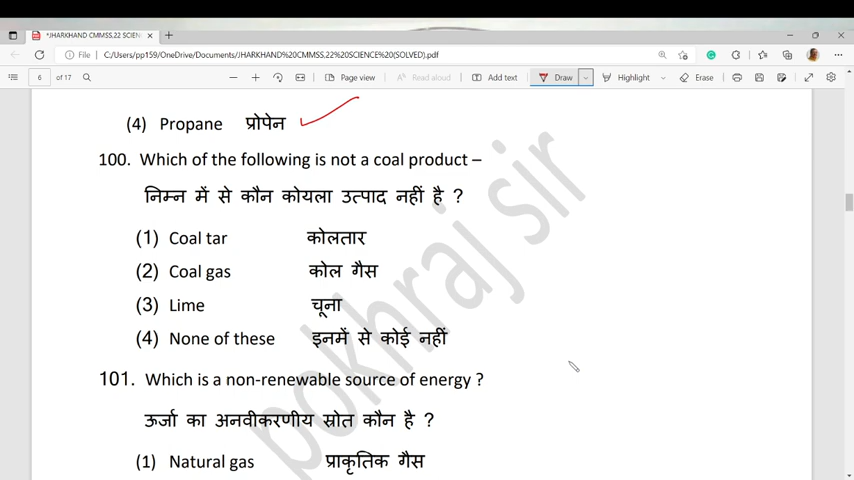 *JHARKHAND CMMSS,22 SCIEN
File
C:/Users/pp159/OneDrive/Documents/JHARKHAND%20CMMSS,22%20SCIENCE%20(SOLVED).pdf
6 of 17
Page view
Read aloud
Add text
Draw
Highlight
Erase
(4) Propane प्रोपेन
100. Which of the following is not a coal product –
निम्न में से कौन कोयला उत्पाद नहीं है ?
(1) Coal tar कोलतार
(2) Coal gas कोल गैस
(3) Lime चूना
(4) None of these इनमें से कोई नहीं
101. Which is a non-renewable source of energy ?
ऊर्जा का अनवीकरणीय स्रोत कौन है ?
(1) Natural gas प्राकृतिक गैस
pokhraj sir